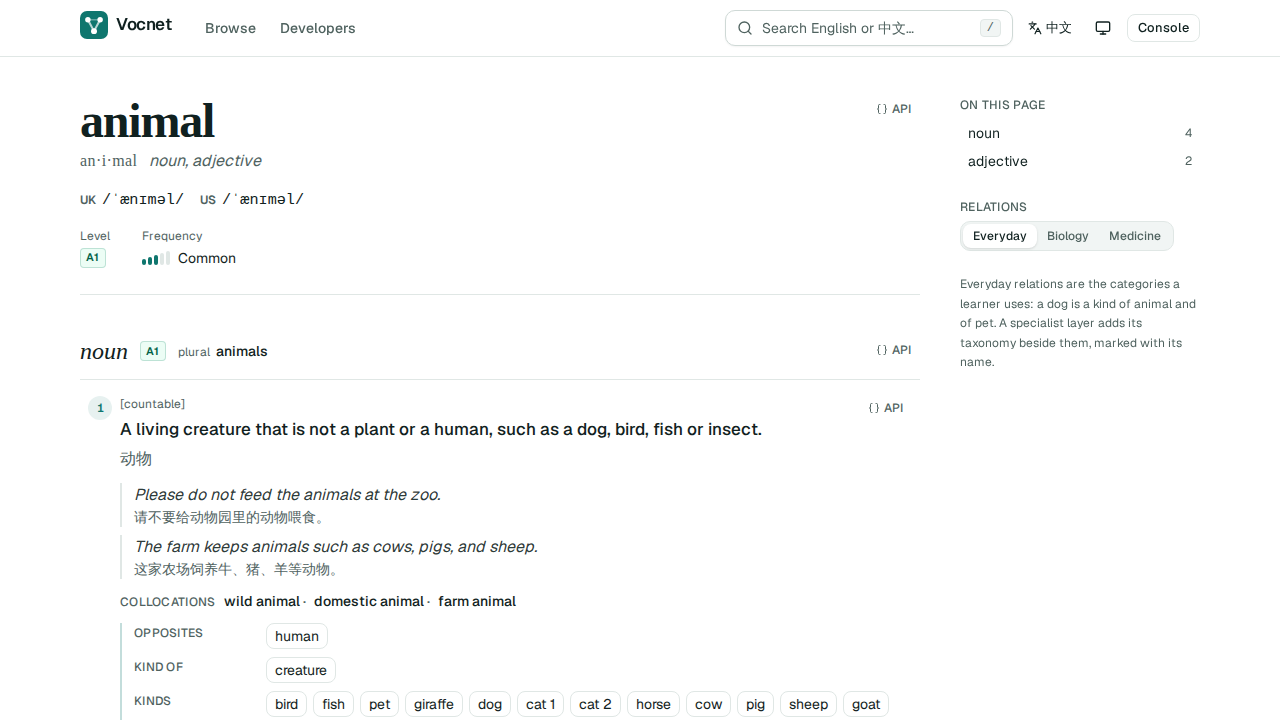 Vocnet
Browse
Developers
Search English or 中文...
/
中文
Console
animal
{} API
an·i·mal noun, adjective
UK /ˈænɪməl/ US /ˈænɪməl/
Level
Frequency
A1
Common
noun A1 plural animals
{} API
1
[countable]
{} API
A living creature that is not a plant or a human, such as a dog, bird, fish or insect.
动物
Please do not feed the animals at the zoo.
请不要给动物园里的动物喂食。
The farm keeps animals such as cows, pigs, and sheep.
这家农场饲养牛、猪、羊等动物。
COLLOCATIONS wild animal · domestic animal · farm animal
OPPOSITES human
KIND OF creature
KINDS bird fish pet giraffe dog cat 1 cat 2 horse cow pig sheep goat
ON THIS PAGE
noun 4
adjective 2
RELATIONS
Everyday Biology Medicine
Everyday relations are the categories a
learner uses: a dog is a kind of animal and
of pet. A specialist layer adds its
taxonomy beside them, marked with its
name.